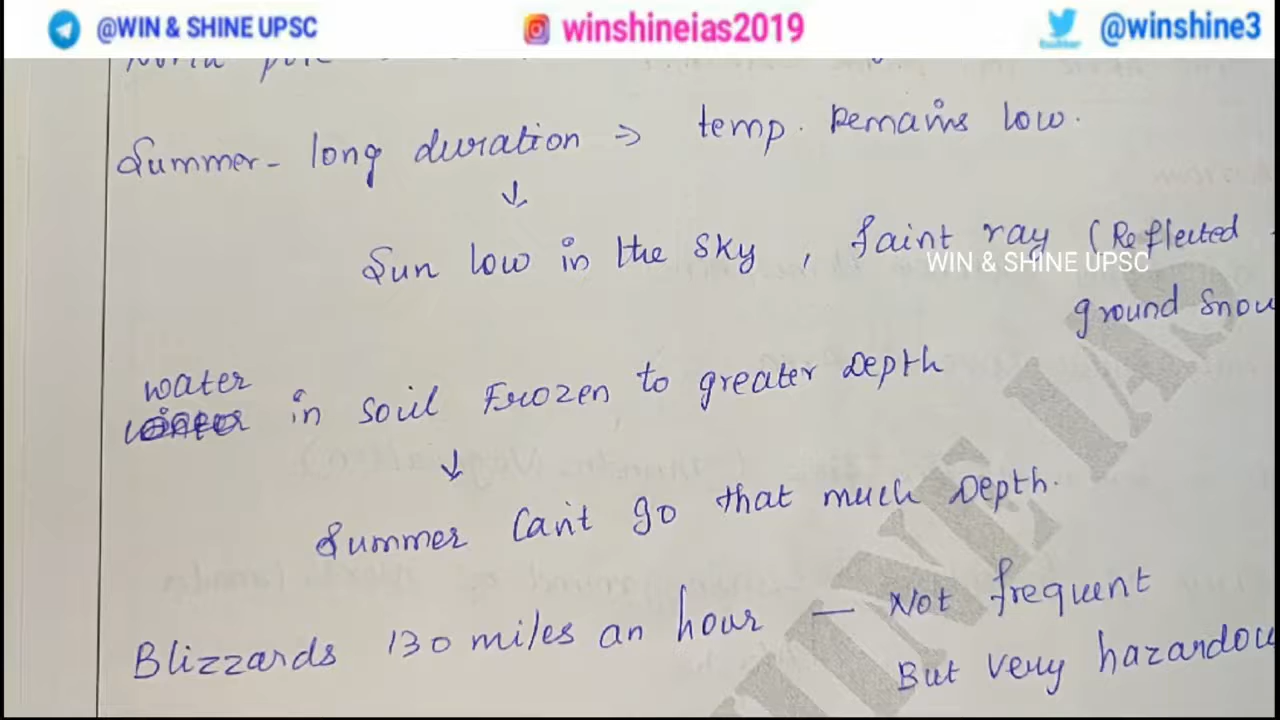 @WIN & SHINE UPSC
winshineias2019
@winshine3
Summer - long duration ⇒ temp. Remains low.
↓
Sun low in the sky, faint ray (Reflected
WIN & SHINE UPSC
ground snow
water
in soil Frozen to greater Depth
↓
Summer Can't go that much Depth.
Blizzards 130 miles an hour — Not frequent
But very hazardou
SHINE IAS